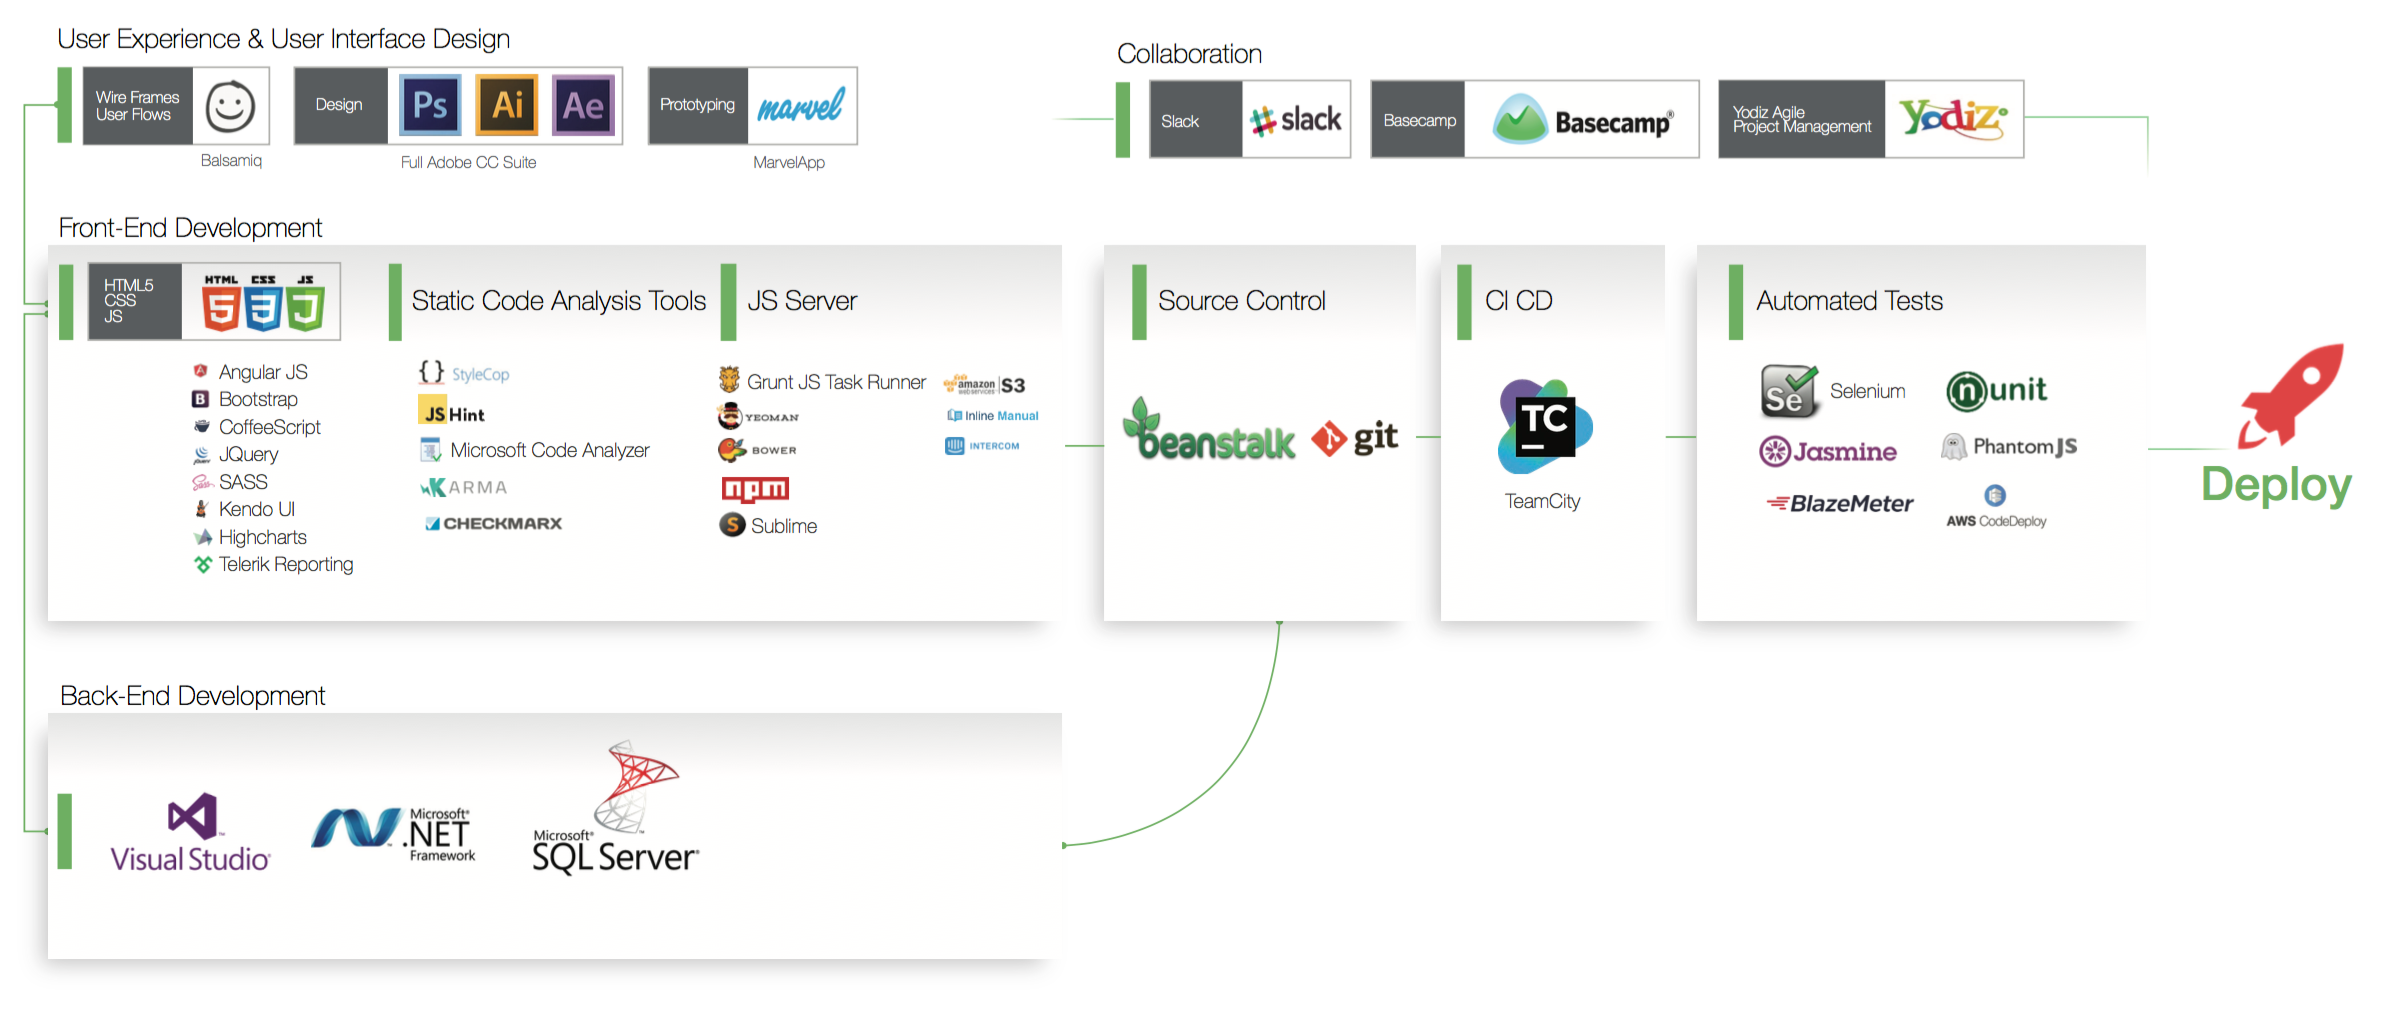 User Experience & User Interface Design
Wire Frames
User Flows
Balsamiq
Design
Ps
Ai
Ae
Full Adobe CC Suite
Prototyping
marvel
MarvelApp
Collaboration
Slack
slack
Basecamp
Basecamp®
Yodiz Agile
Project Management
Yodiz
Front-End Development
HTML5
CSS
JS
HTML CSS JS
5 3 J
Angular JS
B Bootstrap
CoffeeScript
JQuery
Sass SASS
Kendo UI
Highcharts
Telerik Reporting
Static Code Analysis Tools
{ } StyleCop
JS Hint
Microsoft Code Analyzer
KARMA
CHECKMARX
JS Server
Grunt JS Task Runner
YEOMAN
BOWER
npm
S Sublime
amazon
webservices
S3
Inline Manual
INTERCOM
Source Control
beanstalk
git
CI CD
TC
TeamCity
Automated Tests
Se Selenium
nunit
Jasmine
PhantomJS
BlazeMeter
AWS CodeDeploy
Deploy
Back-End Development
Visual Studio
Microsoft®
.NET
Framework
Microsoft®
SQL Server®